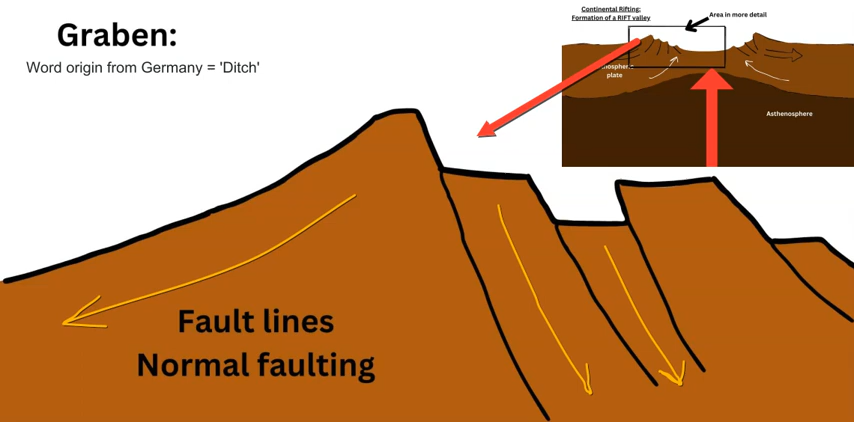 Graben:
Word origin from Germany = 'Ditch'
Continental Rifting:
Formation of a RIFT valley
Area in more detail
plate
Asthenosphere
Fault lines
Normal faulting